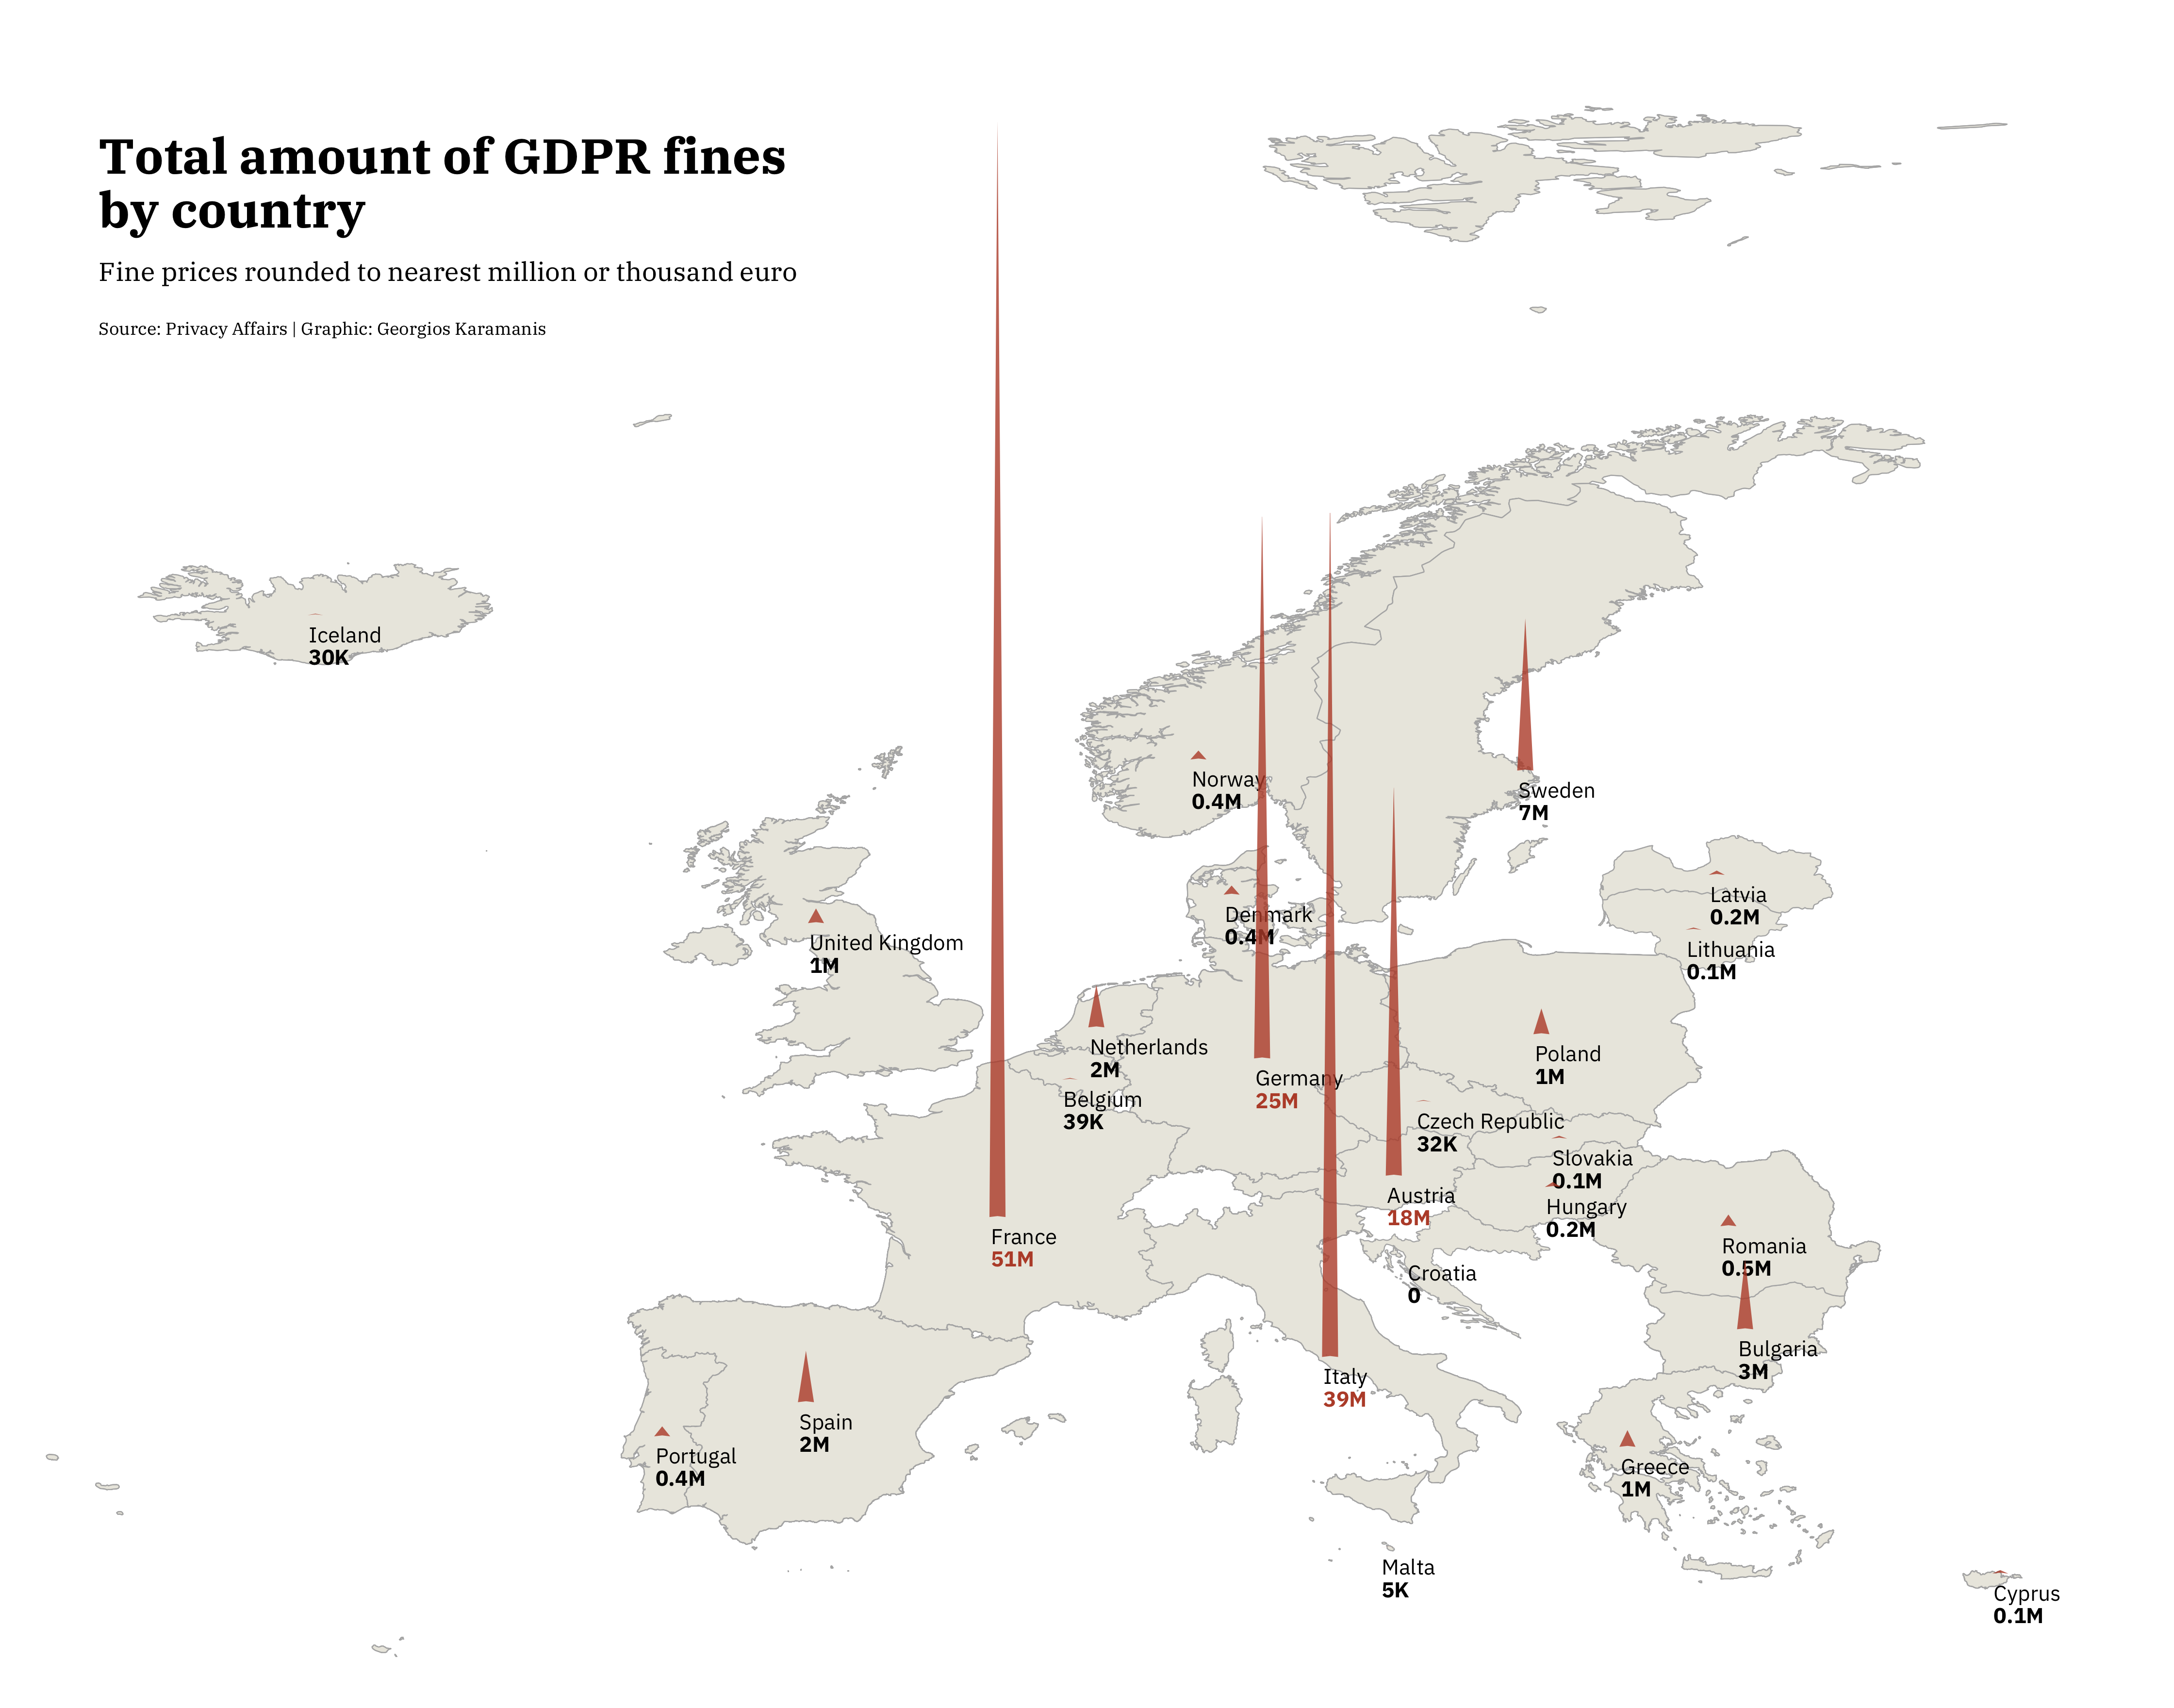 Total amount of GDPR fines
by country
Fine prices rounded to nearest million or thousand euro
Source: Privacy Affairs | Graphic: Georgios Karamanis
Iceland
30K
Norway
0.4M
Sweden
7M
Latvia
0.2M
Denmark
0.4M
United Kingdom
1M
Lithuania
0.1M
Netherlands
2M
Poland
1M
Germany
25M
Belgium
39K
Czech Republic
32K
Slovakia
0.1M
Austria
18M
Hungary
0.2M
France
51M
Romania
0.5M
Croatia
0
Bulgaria
3M
Italy
39M
Spain
2M
Portugal
0.4M
Greece
1M
Malta
5K
Cyprus
0.1M